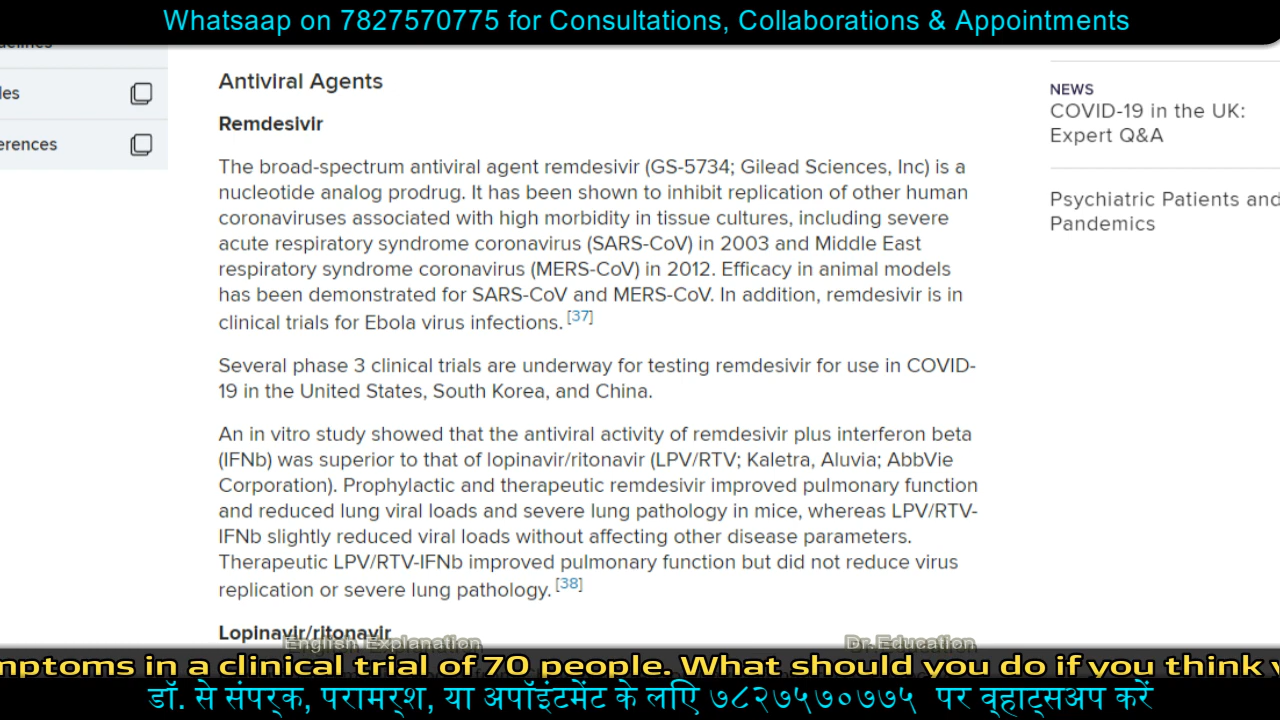 Whatsaap on 7827570775 for Consultations, Collaborations & Appointments
delines
les
erences
Antiviral Agents
Remdesivir
The broad-spectrum antiviral agent remdesivir (GS-5734; Gilead Sciences, Inc) is a
nucleotide analog prodrug. It has been shown to inhibit replication of other human
coronaviruses associated with high morbidity in tissue cultures, including severe
acute respiratory syndrome coronavirus (SARS-CoV) in 2003 and Middle East
respiratory syndrome coronavirus (MERS-CoV) in 2012. Efficacy in animal models
has been demonstrated for SARS-CoV and MERS-CoV. In addition, remdesivir is in
clinical trials for Ebola virus infections. [37]
Several phase 3 clinical trials are underway for testing remdesivir for use in COVID-
19 in the United States, South Korea, and China.
An in vitro study showed that the antiviral activity of remdesivir plus interferon beta
(IFNb) was superior to that of lopinavir/ritonavir (LPV/RTV; Kaletra, Aluvia; AbbVie
Corporation). Prophylactic and therapeutic remdesivir improved pulmonary function
and reduced lung viral loads and severe lung pathology in mice, whereas LPV/RTV-
IFNb slightly reduced viral loads without affecting other disease parameters.
Therapeutic LPV/RTV-IFNb improved pulmonary function but did not reduce virus
replication or severe lung pathology. [38]
Lopinavir/ritonavir
NEWS
COVID-19 in the UK:
Expert Q&A
Psychiatric Patients and
Pandemics
English Explanation
Dr.Education
mptoms in a clinical trial of 70 people. What should you do if you think y
डॉ. से संपर्क, परामर्श, या अपॉइंटमेंट के लिए ७८२७५७०७७५ पर व्हाट्सअप करें